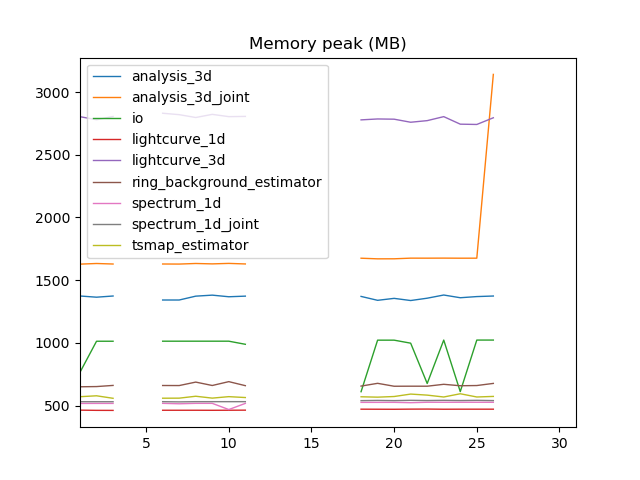 Memory peak (MB)
analysis_3d
analysis_3d_joint
io
lightcurve_1d
lightcurve_3d
ring_background_estimator
spectrum_1d
spectrum_1d_joint
tsmap_estimator
3000
2500
2000
1500
1000
500
5 10 15 20 25 30